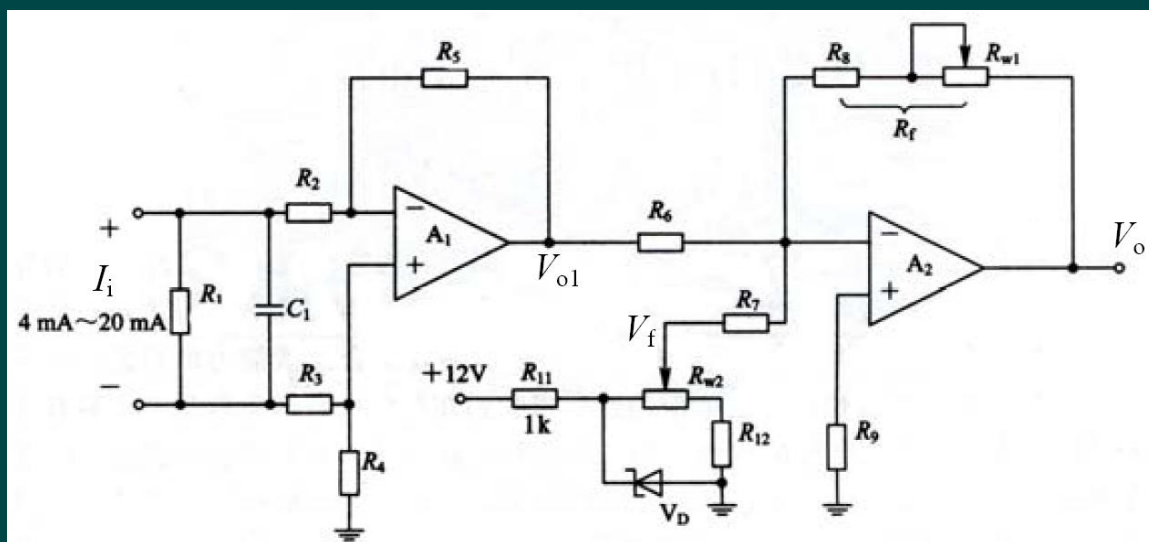 R5
R8
Rw1
Rf
R2
A1
R6
A2
Vo
+
Ii
R1
C1
Vo1
4 mA～20 mA
R7
Vf
−
R3
+12V
R11
Rw2
1k
R12
R9
R4
VD
−
+
−
+